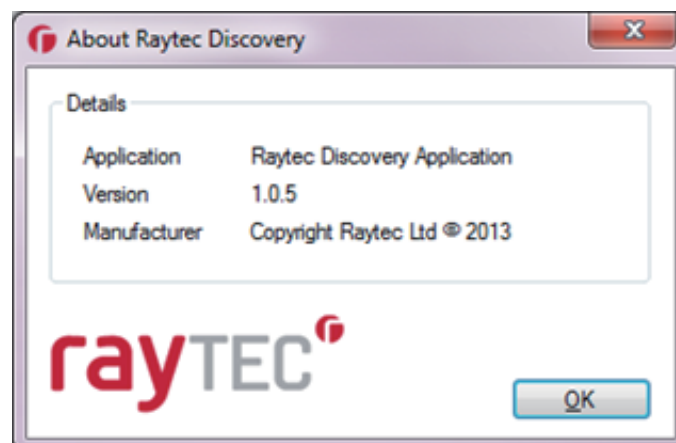 About Raytec Discovery
Details
Application Raytec Discovery Application
Version 1.0.5
Manufacturer Copyright Raytec Ltd © 2013
rayTEC
OK